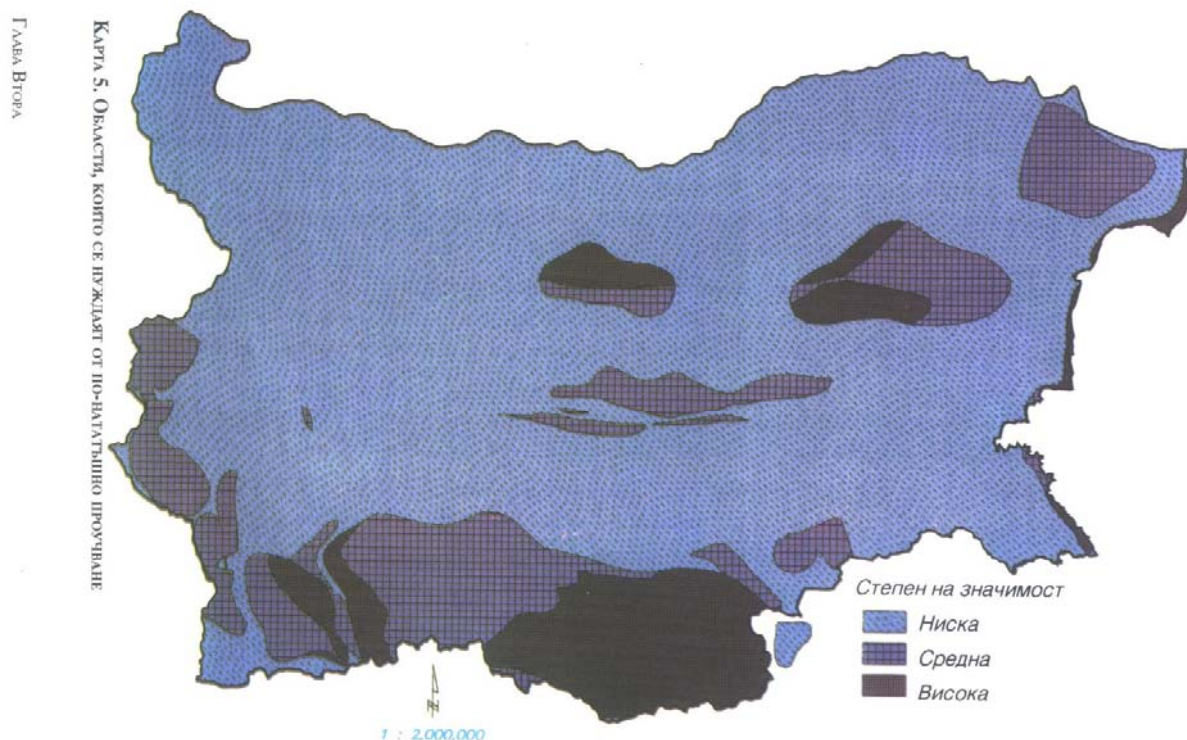 Глава Втора
Карта 5. Области, които се нуждаят от по-нататъшно проучване
Степен на значимост
Ниска
Средна
Висока
1 : 2,000,000